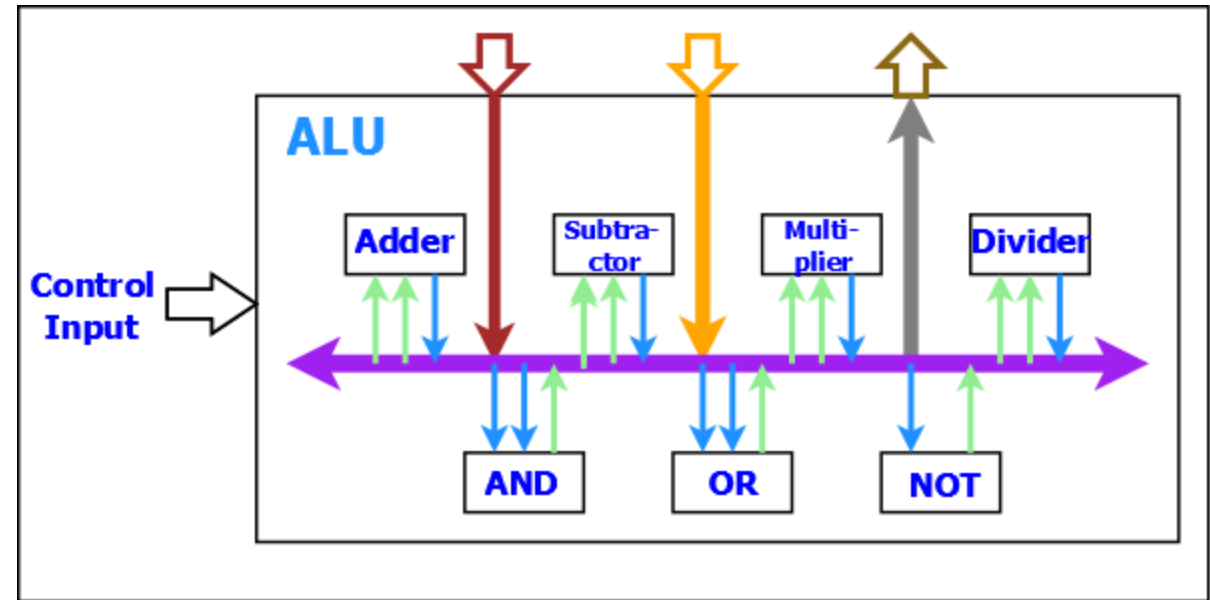 ALU
Adder
Subtra-
ctor
Multi-
plier
Divider
Control
Input
AND
OR
NOT